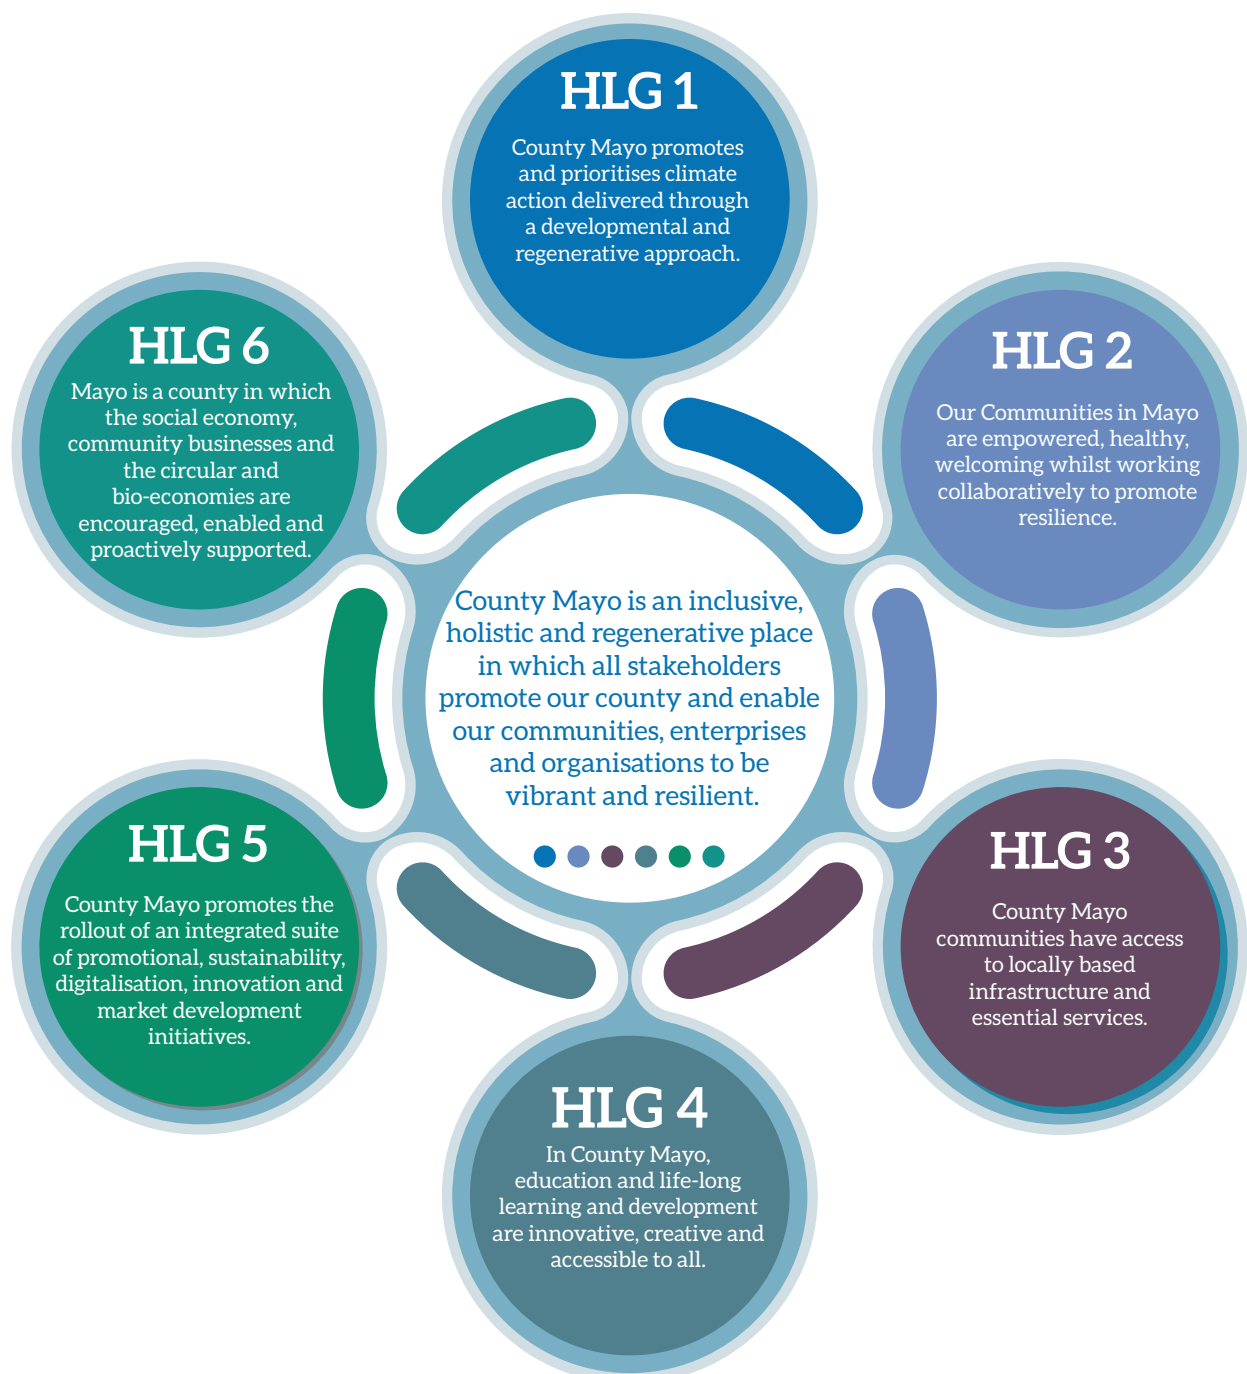 HLG 1
County Mayo promotes
and prioritises climate
action delivered through
a developmental and
regenerative approach.
HLG 2
Our Communities in Mayo
are empowered, healthy,
welcoming whilst working
collaboratively to promote
resilience.
HLG 3
County Mayo
communities have access
to locally based
infrastructure and
essential services.
HLG 4
In County Mayo,
education and life-long
learning and development
are innovative, creative and
accessible to all.
HLG 5
County Mayo promotes the
rollout of an integrated suite
of promotional, sustainability,
digitalisation, innovation and
market development
initiatives.
HLG 6
Mayo is a county in which
the social economy,
community businesses and
the circular and
bio-economies are
encouraged, enabled and
proactively supported.
County Mayo is an inclusive,
holistic and regenerative place
in which all stakeholders
promote our county and enable
our communities, enterprises
and organisations to be
vibrant and resilient.